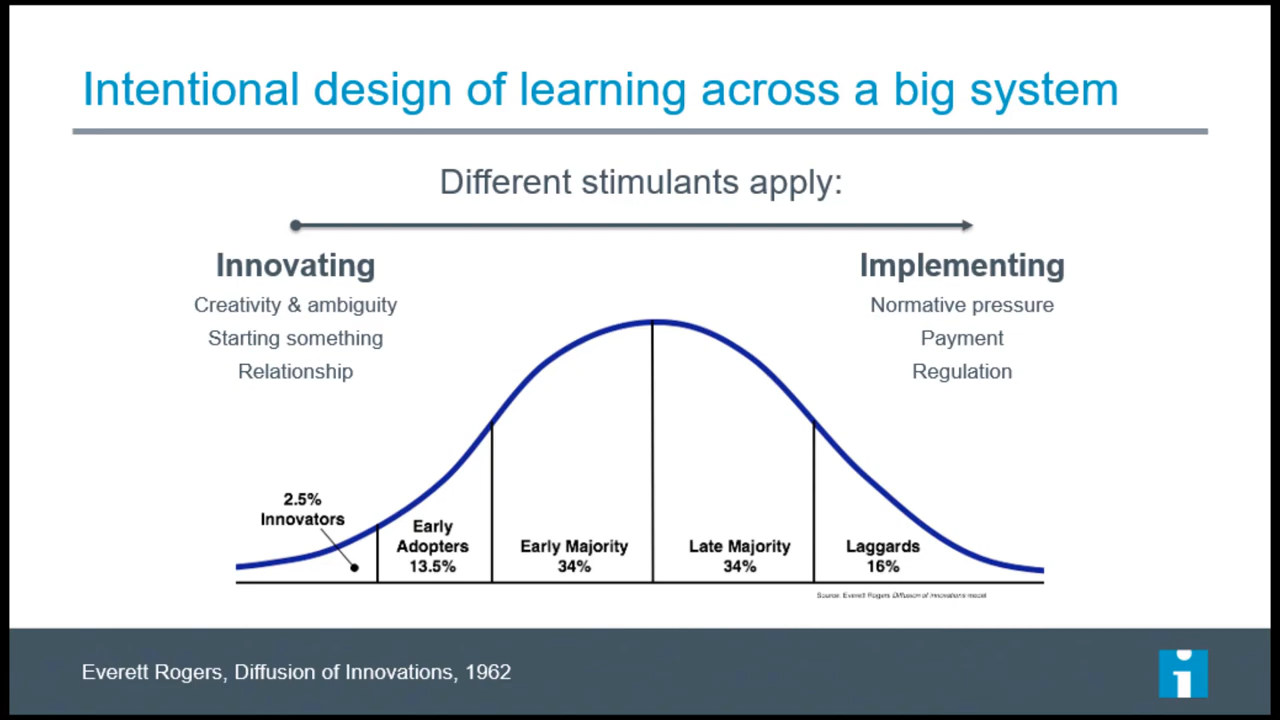 Intentional design of learning across a big system
Different stimulants apply:
Innovating
Creativity & ambiguity
Starting something
Relationship
Implementing
Normative pressure
Payment
Regulation
2.5%
Innovators
Early
Adopters
13.5%
Early Majority
34%
Late Majority
34%
Laggards
16%
Source: Everett Rogers Diffusion of Innovations model
Everett Rogers, Diffusion of Innovations, 1962
i